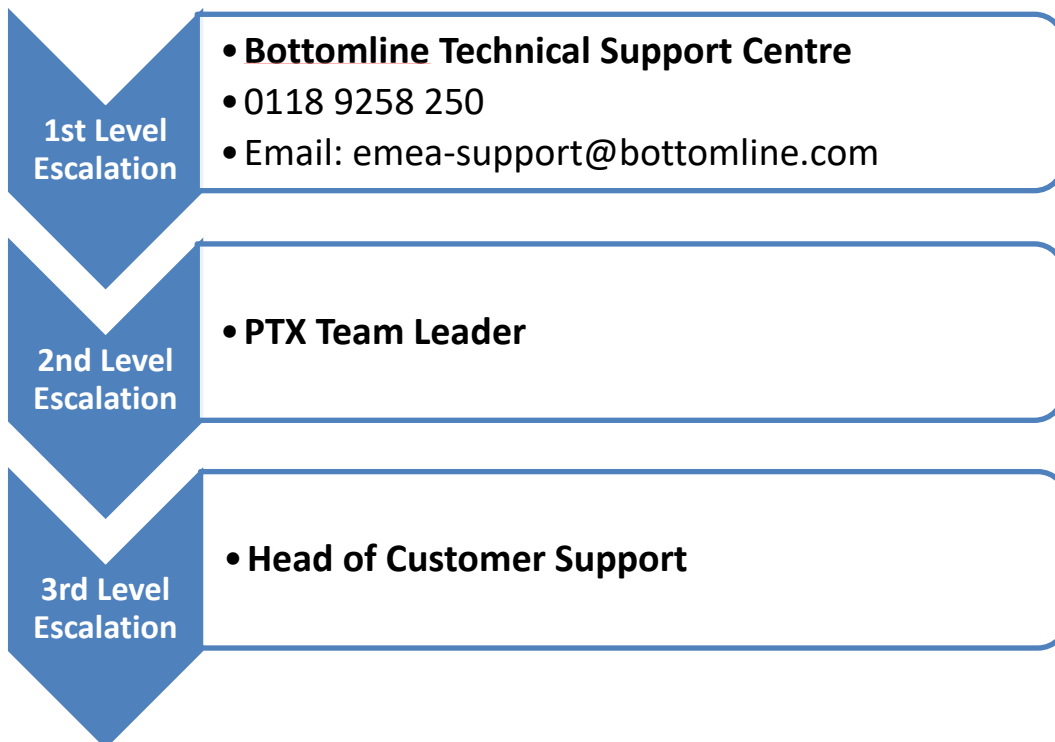 1st Level
Escalation
• Bottomline Technical Support Centre
• 0118 9258 250
• Email: emea-support@bottomline.com
2nd Level
Escalation
• PTX Team Leader
3rd Level
Escalation
• Head of Customer Support